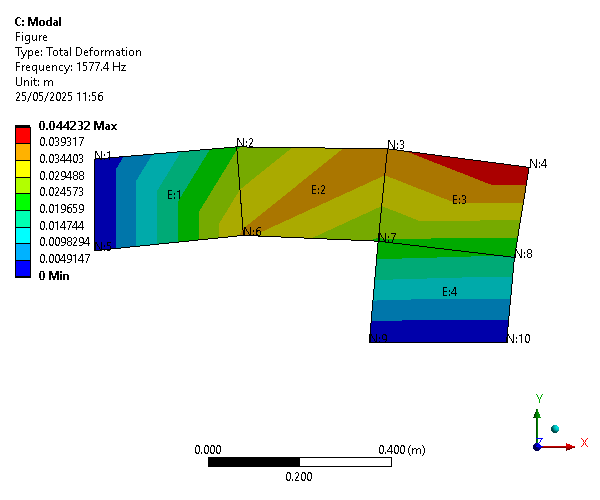 C: Modal
Figure
Type: Total Deformation
Frequency: 1577.4 Hz
Unit: m
25/05/2025 11:56
0.044232 Max
0.039317
0.034403
0.029488
0.024573
0.019659
0.014744
0.0098294
0.0049147
0 Min
N:1
N:2
N:3
N:4
E:1
E:2
E:3
N:6
N:7
N:8
E:4
N:10
0.000
0.400 (m)
0.200
Y
Z
X